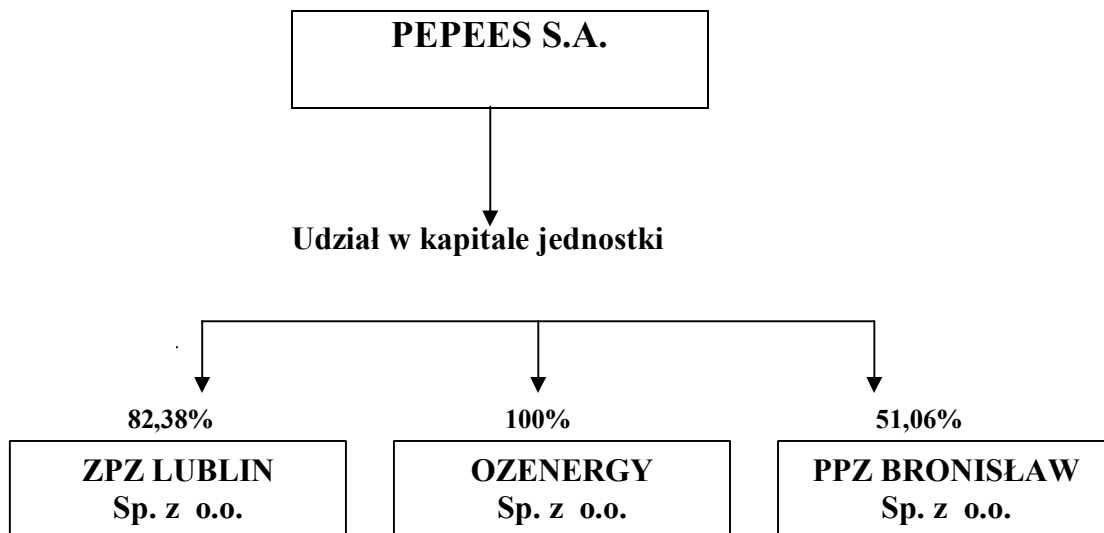 PEPEES S.A.
Udział w kapitale jednostki
82,38%
100%
51,06%
ZPZ LUBLIN
Sp. z o.o.
OZENERGY
Sp. z o.o.
PPZ BRONISŁAW
Sp. z o.o.